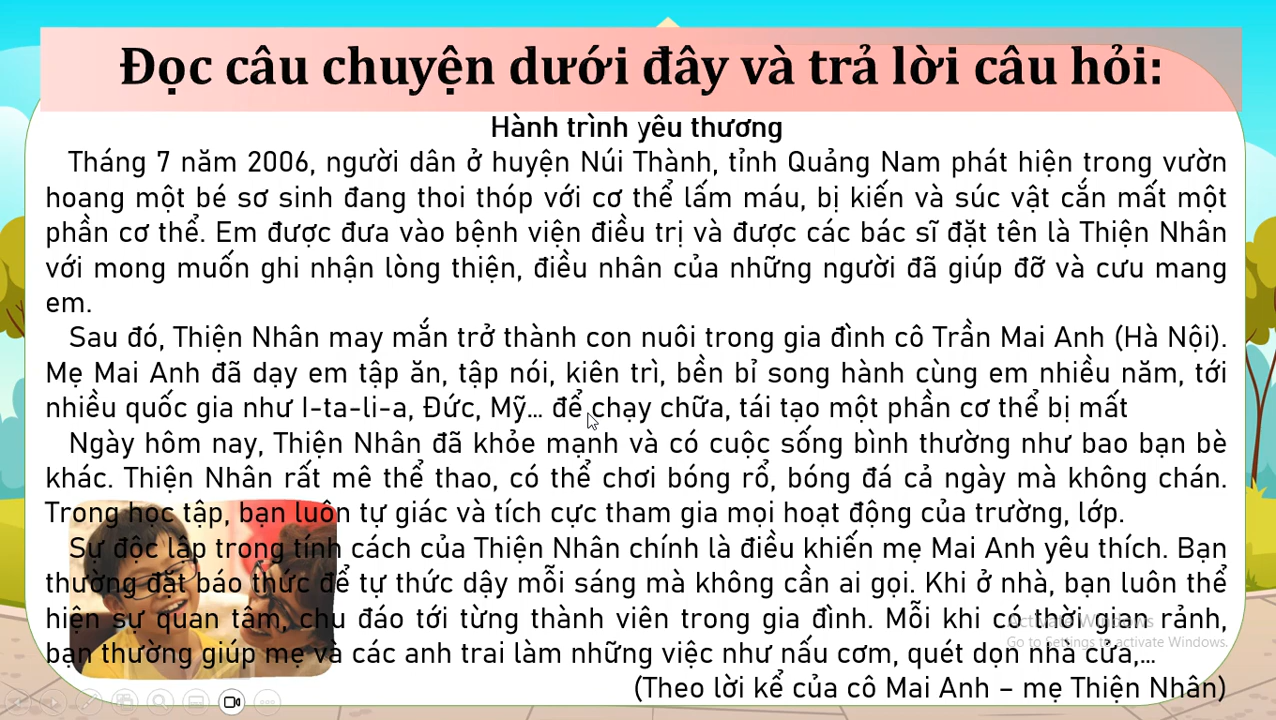 Đọc câu chuyện dưới đây và trả lời câu hỏi:
Hành trình yêu thương
Tháng 7 năm 2006, người dân ở huyện Núi Thành, tỉnh Quảng Nam phát hiện trong vườn
hoang một bé sơ sinh đang thoi thóp với cơ thể lấm máu, bị kiến và súc vật cắn mất một
phần cơ thể. Em được đưa vào bệnh viện điều trị và được các bác sĩ đặt tên là Thiện Nhân
với mong muốn ghi nhận lòng thiện, điều nhân của những người đã giúp đỡ và cưu mang
em.
Sau đó, Thiện Nhân may mắn trở thành con nuôi trong gia đình cô Trần Mai Anh (Hà Nội).
Mẹ Mai Anh đã dạy em tập ăn, tập nói, kiên trì, bền bỉ song hành cùng em nhiều năm, tới
nhiều quốc gia như I-ta-li-a, Đức, Mỹ... để chạy chữa, tái tạo một phần cơ thể bị mất
Ngày hôm nay, Thiện Nhân đã khỏe mạnh và có cuộc sống bình thường như bao bạn bè
khác. Thiện Nhân rất mê thể thao, có thể chơi bóng rổ, bóng đá cả ngày mà không chán.
Trong học tập, bạn luôn tự giác và tích cực tham gia mọi hoạt động của trường, lớp.
Sự độc lập trong tính cách của Thiện Nhân chính là điều khiến mẹ Mai Anh yêu thích. Bạn
thường đặt báo thức để tự thức dậy mỗi sáng mà không cần ai gọi. Khi ở nhà, bạn luôn thể
hiện sự quan tâm, chu đáo tới từng thành viên trong gia đình. Mỗi khi có thời gian rảnh,
bạn thường giúp mẹ và các anh trai làm những việc như nấu cơm, quét dọn nhà cửa,...
(Theo lời kể của cô Mai Anh – mẹ Thiện Nhân)
Activate Windows
Go to Settings to activate Windows.